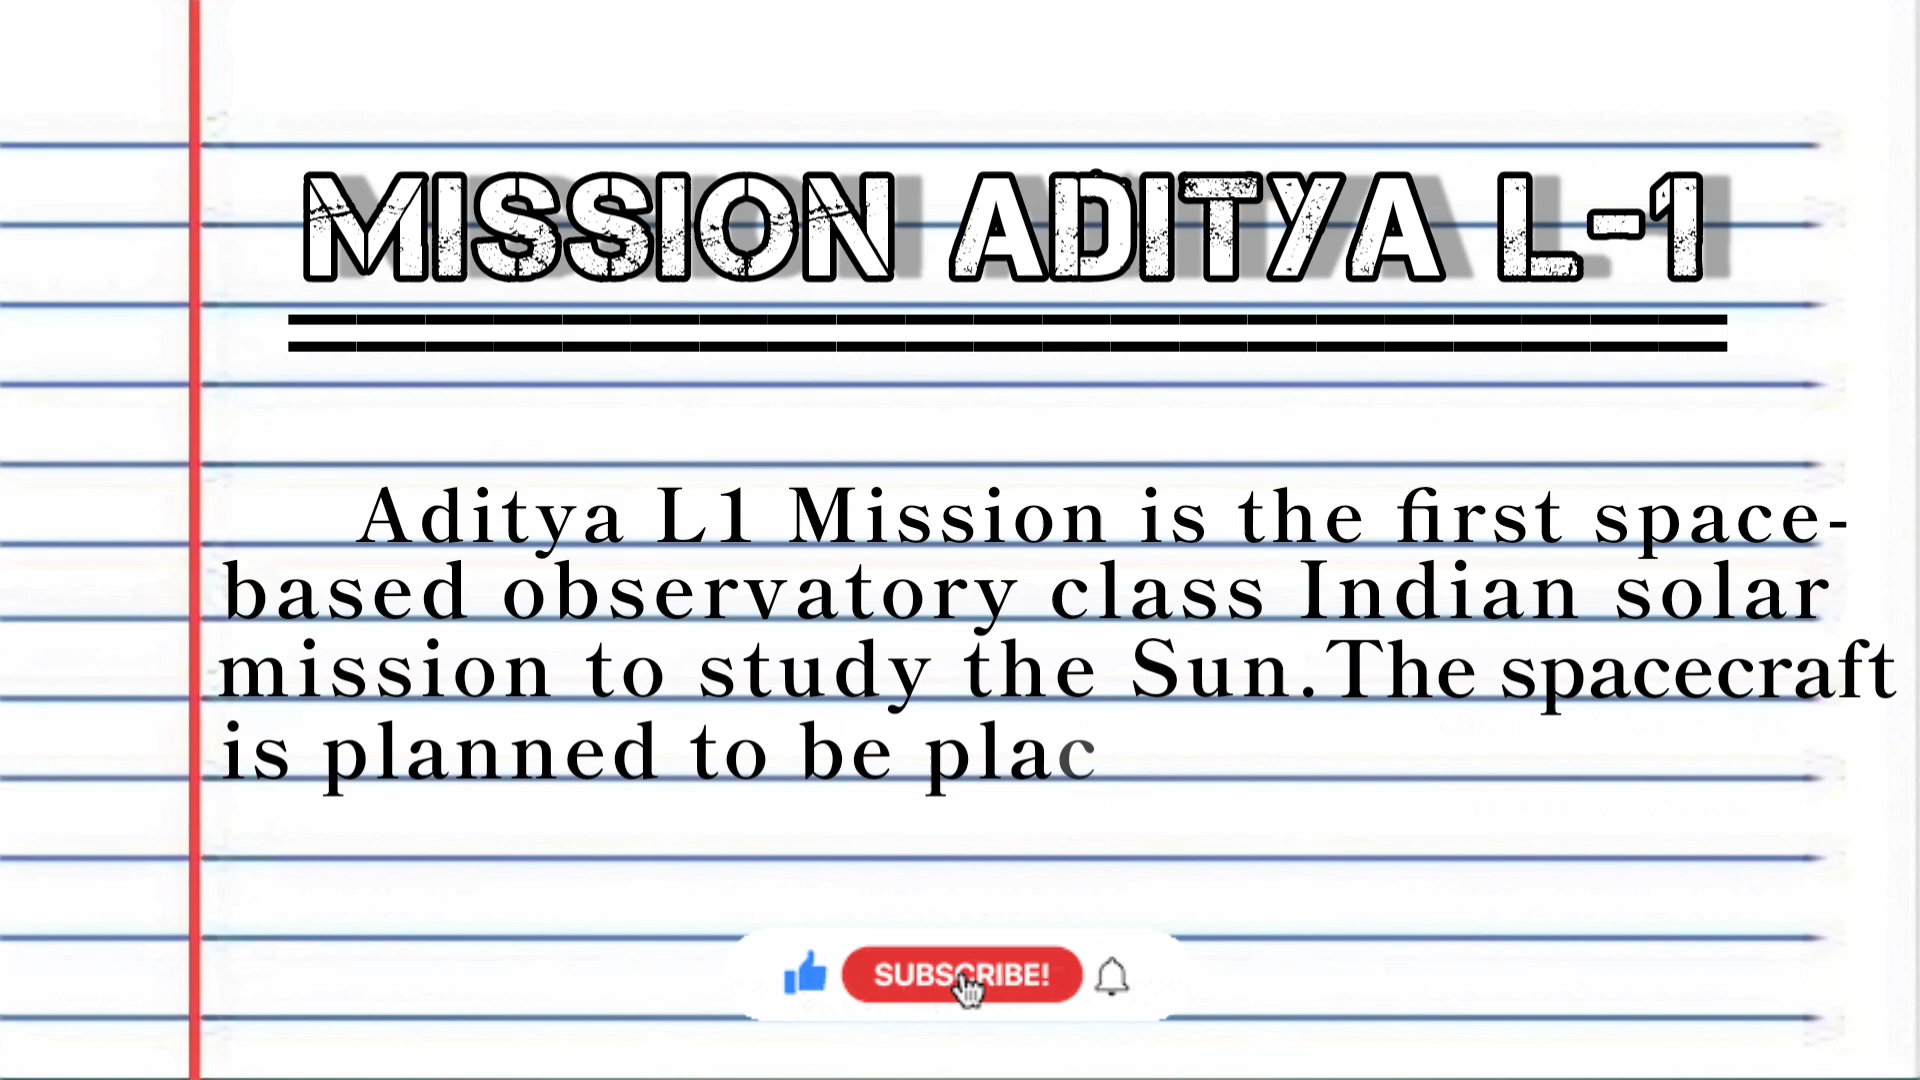 MISSION ADITYA L-1
Aditya L1 Mission is the first space-
based observatory class Indian solar
mission to study the Sun.The spacecraft
is planned to be plac
SUBSCRIBE!